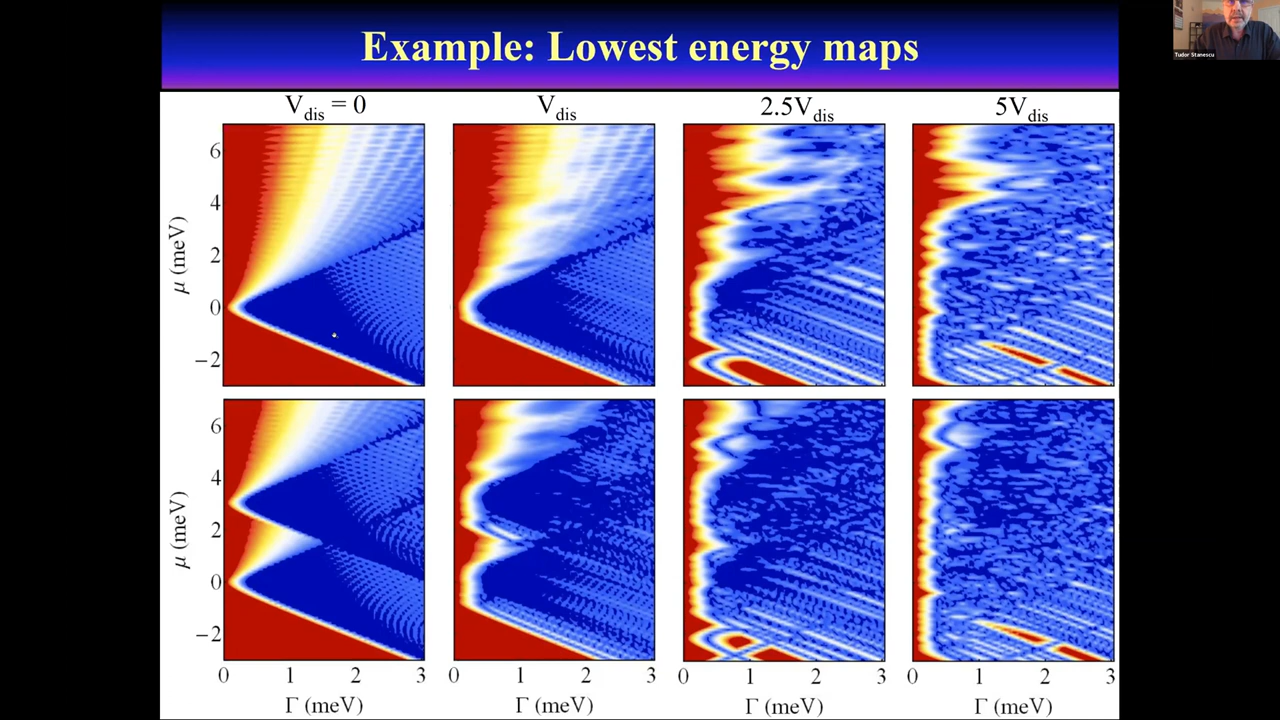 Example: Lowest energy maps
Tudor Stanescu
V_dis = 0
V_dis
2.5V_dis
5V_dis
μ (meV)
6
4
2
0
−2
μ (meV)
6
4
2
0
−2
0 1 2 3
0 1 2 3
0 1 2 3
0 1 2 3
Γ (meV)
Γ (meV)
Γ (meV)
Γ (meV)